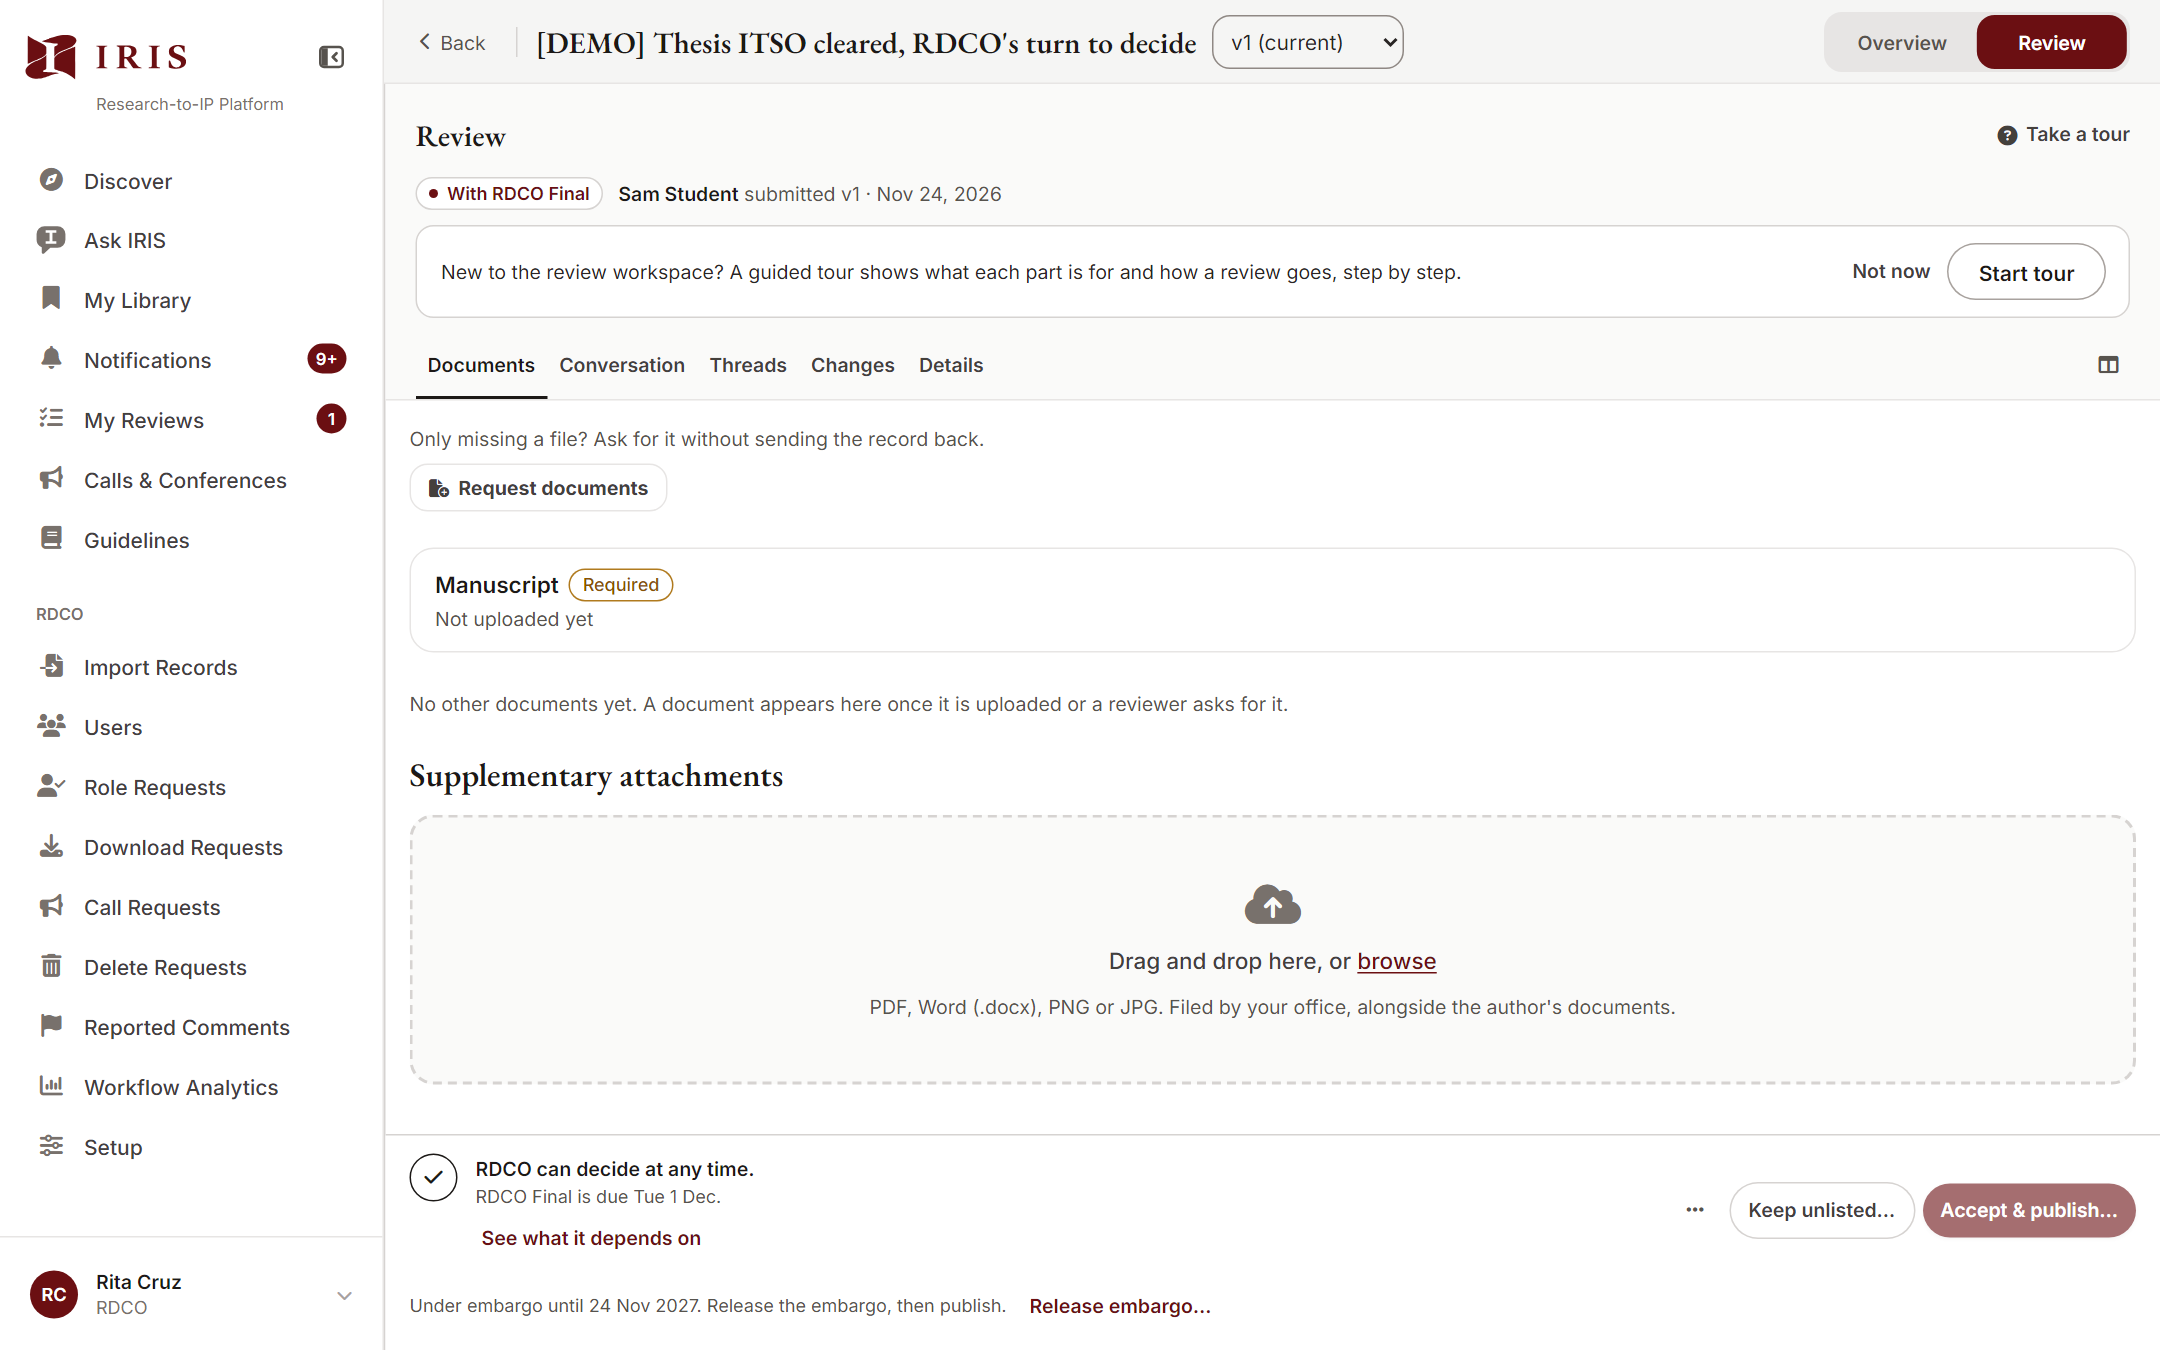 IRIS
Research-to-IP Platform
Discover
Ask IRIS
My Library
Notifications 9+
My Reviews 1
Calls & Conferences
Guidelines
RDCO
Import Records
Users
Role Requests
Download Requests
Call Requests
Delete Requests
Reported Comments
Workflow Analytics
Setup
RC Rita Cruz
RDCO
Back [DEMO] Thesis ITSO cleared, RDCO's turn to decide v1 (current) Overview Review
Review Take a tour
With RDCO Final Sam Student submitted v1 · Nov 24, 2026
New to the review workspace? A guided tour shows what each part is for and how a review goes, step by step. Not now Start tour
Documents Conversation Threads Changes Details
Only missing a file? Ask for it without sending the record back.
Request documents
Manuscript Required
Not uploaded yet
No other documents yet. A document appears here once it is uploaded or a reviewer asks for it.
Supplementary attachments
Drag and drop here, or browse
PDF, Word (.docx), PNG or JPG. Filed by your office, alongside the author's documents.
RDCO can decide at any time.
RDCO Final is due Tue 1 Dec.
See what it depends on
Keep unlisted... Accept & publish...
Under embargo until 24 Nov 2027. Release the embargo, then publish. Release embargo...